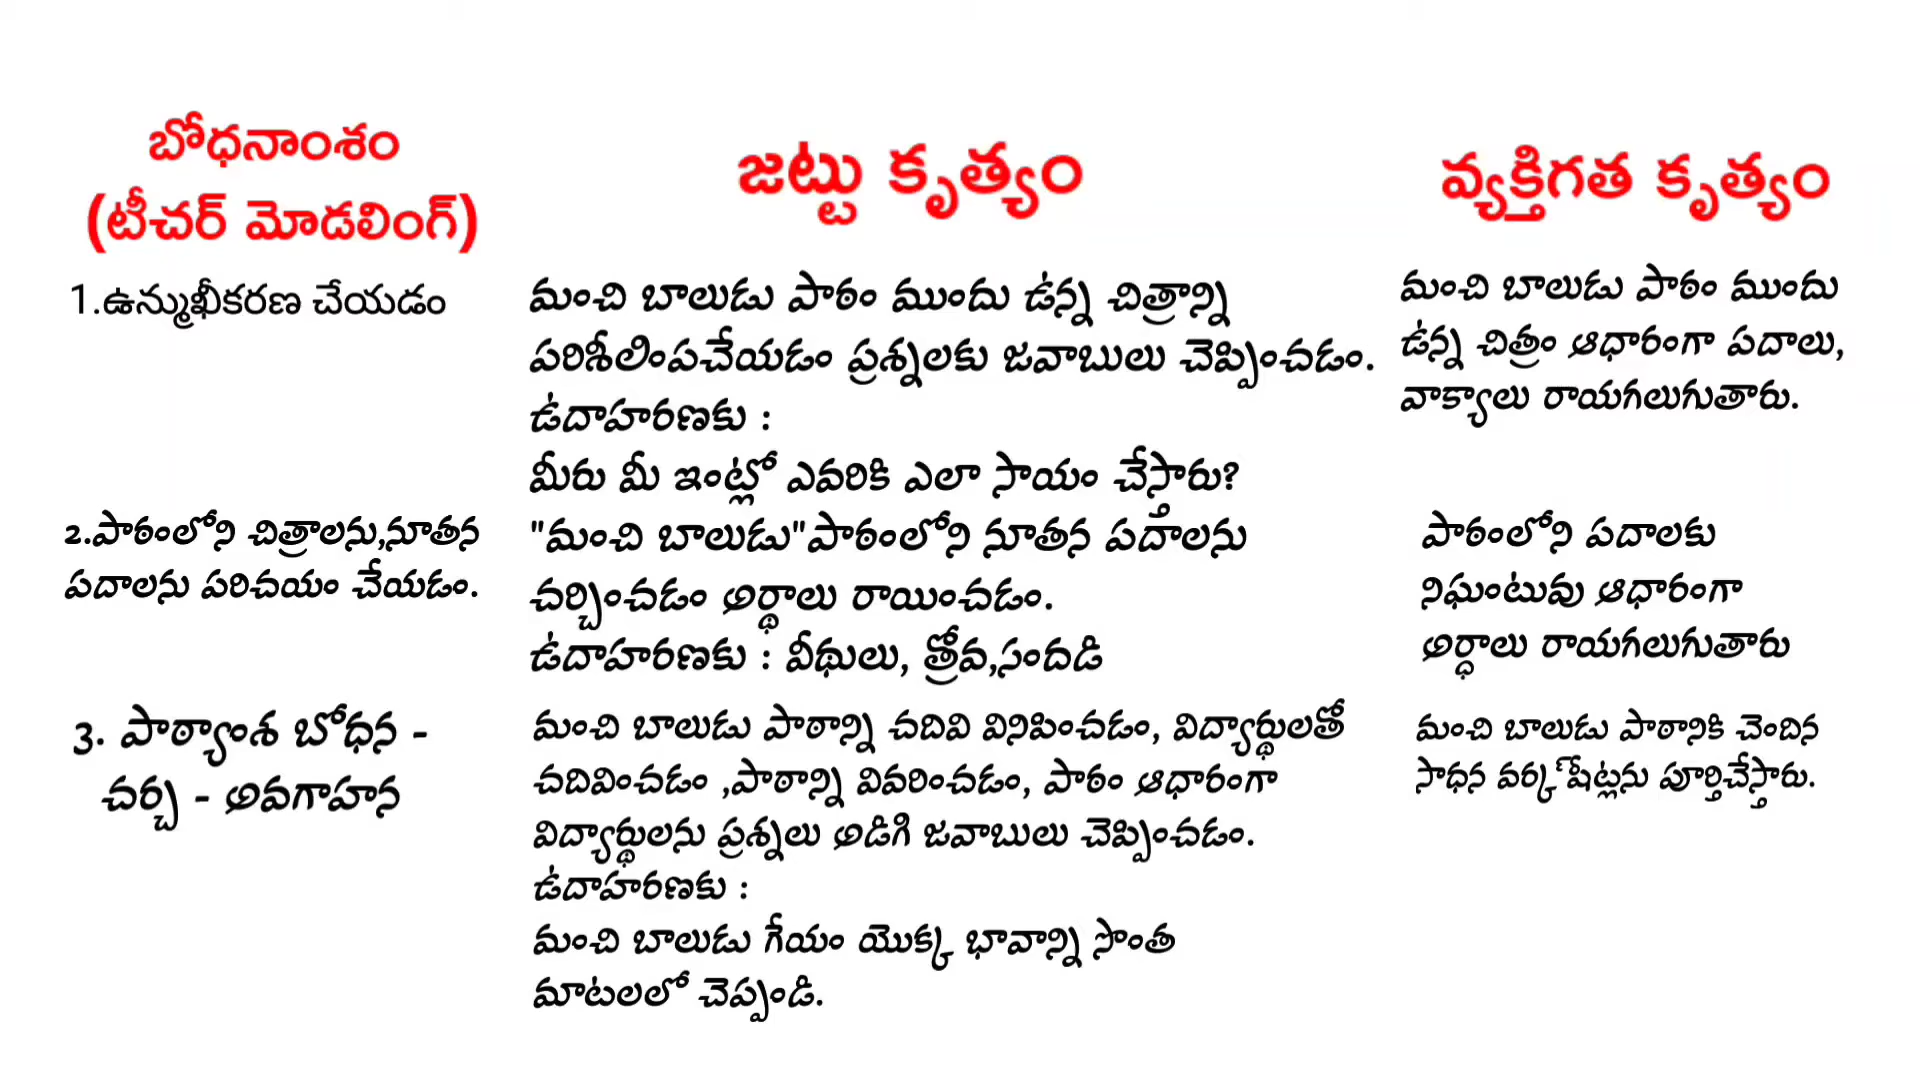 బోధనాంశం
(టీచర్ మోడలింగ్)
జట్టు కృత్యం
వ్యక్తిగత కృత్యం
1.ఉన్ముఖీకరణ చేయడం
మంచి బాలుడు పాఠం ముందు ఉన్న చిత్రాన్ని
పరిశీలింపచేయడం ప్రశ్నలకు జవాబులు చెప్పించడం.
ఉదాహరణకు :
మీరు మీ ఇంట్లో ఎవరికి ఎలా సాయం చేస్తారు?
మంచి బాలుడు పాఠం ముందు
ఉన్న చిత్రం ఆధారంగా పదాలు,
వాక్యాలు రాయగలుగుతారు.
2.పాఠంలోని చిత్రాలను,నూతన
పదాలను పరిచయం చేయడం.
"మంచి బాలుడు"పాఠంలోని నూతన పదాలను
చర్చించడం అర్థాలు రాయించడం.
ఉదాహరణకు : వీథులు, త్రోవ,సందడి
పాఠంలోని పదాలకు
నిఘంటువు ఆధారంగా
అర్ధాలు రాయగలుగుతారు
3. పాఠ్యాంశ బోధన -
చర్చ - అవగాహన
మంచి బాలుడు పాఠాన్ని చదివి వినిపించడం, విద్యార్థులతో
చదివించడం ,పాఠాన్ని వివరించడం, పాఠం ఆధారంగా
విద్యార్థులను ప్రశ్నలు అడిగి జవాబులు చెప్పించడం.
ఉదాహరణకు :
మంచి బాలుడు గేయం యొక్క భావాన్ని సొంత
మాటలలో చెప్పండి.
మంచి బాలుడు పాఠానికి చెందిన
సాధన వర్క్ షీట్లను పూర్తిచేస్తారు.